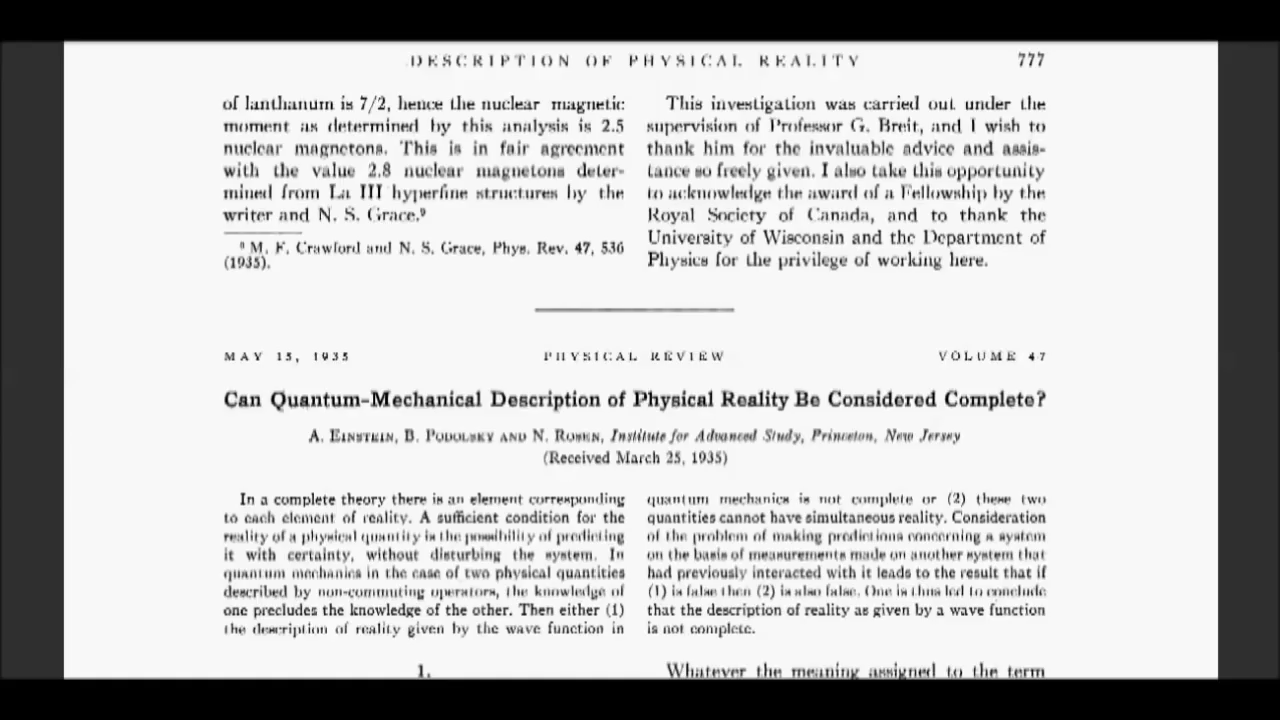 DESCRIPTION OF PHYSICAL REALITY 777
of lanthanum is 7/2, hence the nuclear magnetic
moment as determined by this analysis is 2.5
nuclear magnetons. This is in fair agreement
with the value 2.8 nuclear magnetons deter-
mined from La III hyperfine structures by the
writer and N. S. Grace.⁹
⁹ M. F. Crawford and N. S. Grace, Phys. Rev. 47, 536
(1935).
This investigation was carried out under the
supervision of Professor G. Breit, and I wish to
thank him for the invaluable advice and assis-
tance so freely given. I also take this opportunity
to acknowledge the award of a Fellowship by the
Royal Society of Canada, and to thank the
University of Wisconsin and the Department of
Physics for the privilege of working here.
MAY 15, 1935 PHYSICAL REVIEW VOLUME 47
Can Quantum-Mechanical Description of Physical Reality Be Considered Complete?
A. EINSTEIN, B. PODOLSKY AND N. ROSEN, Institute for Advanced Study, Princeton, New Jersey
(Received March 25, 1935)
In a complete theory there is an element corresponding
to each element of reality. A sufficient condition for the
reality of a physical quantity is the possibility of predicting
it with certainty, without disturbing the system. In
quantum mechanics in the case of two physical quantities
described by non-commuting operators, the knowledge of
one precludes the knowledge of the other. Then either (1)
the description of reality given by the wave function in
quantum mechanics is not complete or (2) these two
quantities cannot have simultaneous reality. Consideration
of the problem of making predictions concerning a system
on the basis of measurements made on another system that
had previously interacted with it leads to the result that if
(1) is false then (2) is also false. One is thus led to conclude
that the description of reality as given by a wave function
is not complete.
1.
Whatever the meaning assigned to the term